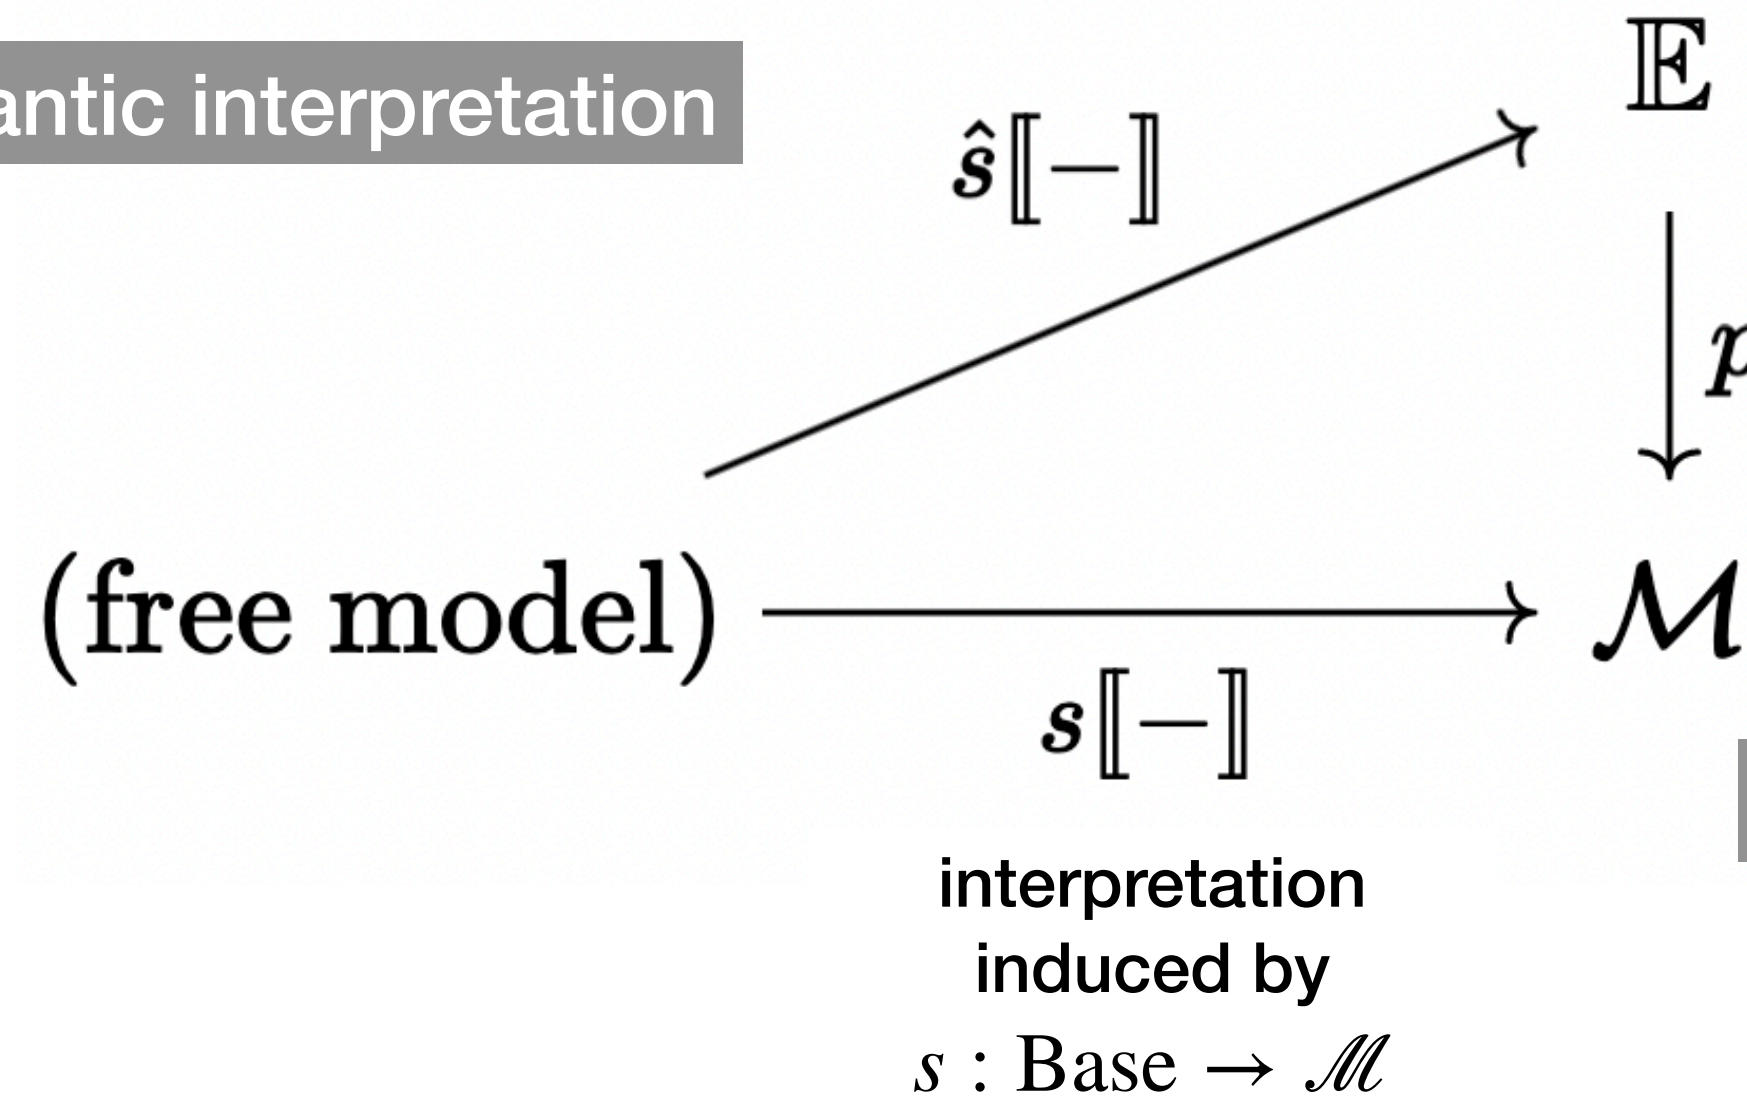 antic interpretation
𝔼
ŝ⟦−⟧
p
(free model)
ℳ
s⟦−⟧
interpretation
induced by
s : Base → ℳ